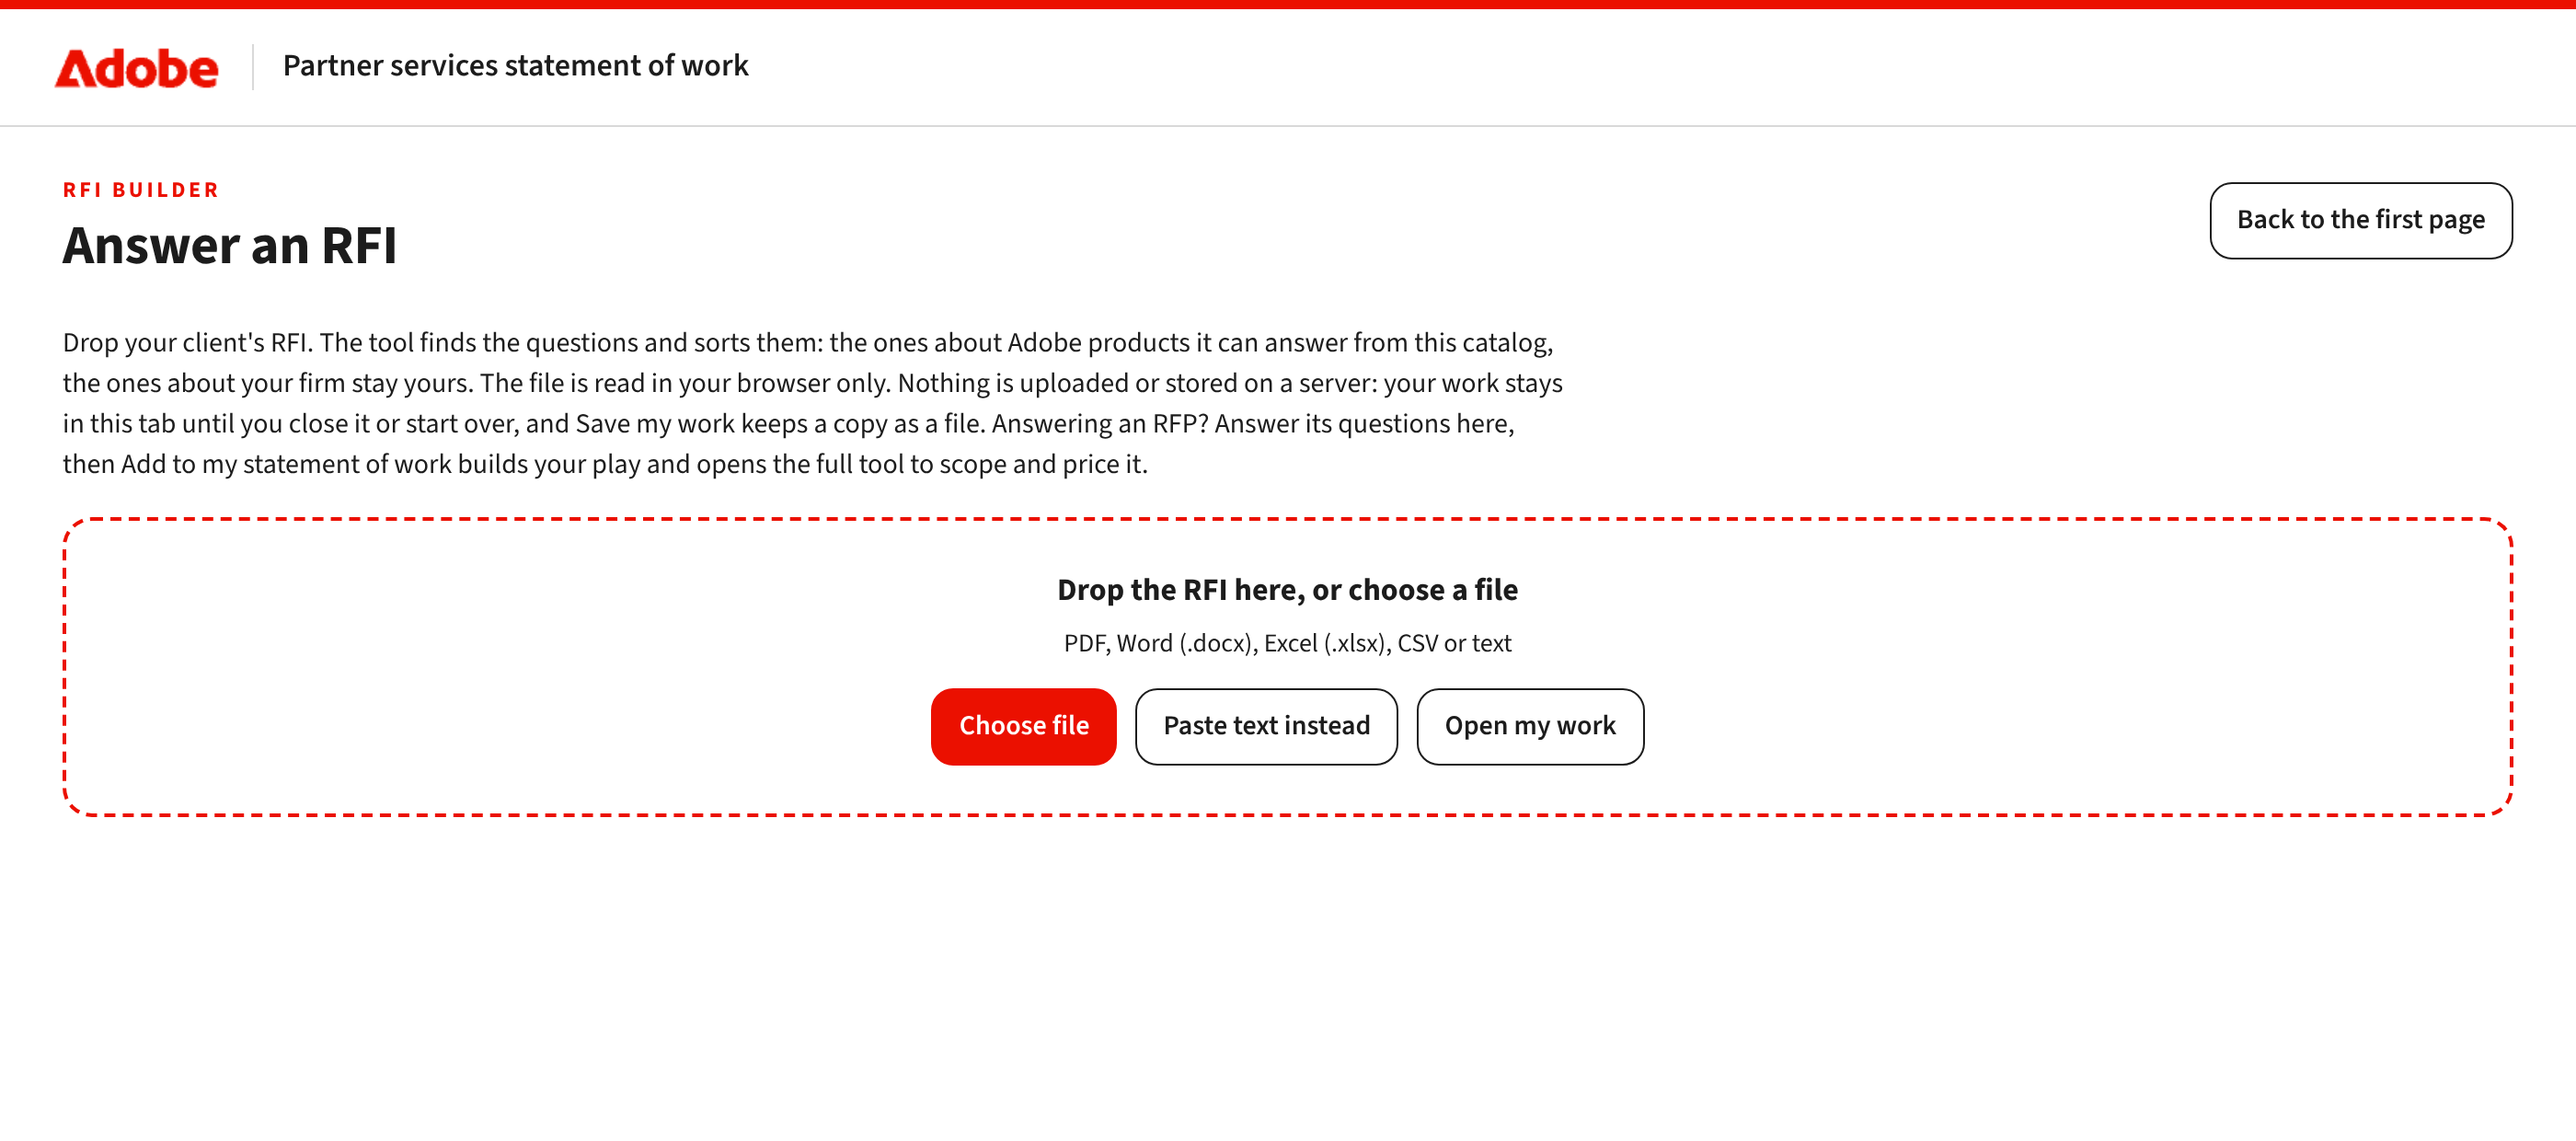 Adobe
Partner services statement of work
RFI BUILDER
Answer an RFI
Back to the first page
Drop your client's RFI. The tool finds the questions and sorts them: the ones about Adobe products it can answer from this catalog,
the ones about your firm stay yours. The file is read in your browser only. Nothing is uploaded or stored on a server: your work stays
in this tab until you close it or start over, and Save my work keeps a copy as a file. Answering an RFP? Answer its questions here,
then Add to my statement of work builds your play and opens the full tool to scope and price it.
Drop the RFI here, or choose a file
PDF, Word (.docx), Excel (.xlsx), CSV or text
Choose file
Paste text instead
Open my work